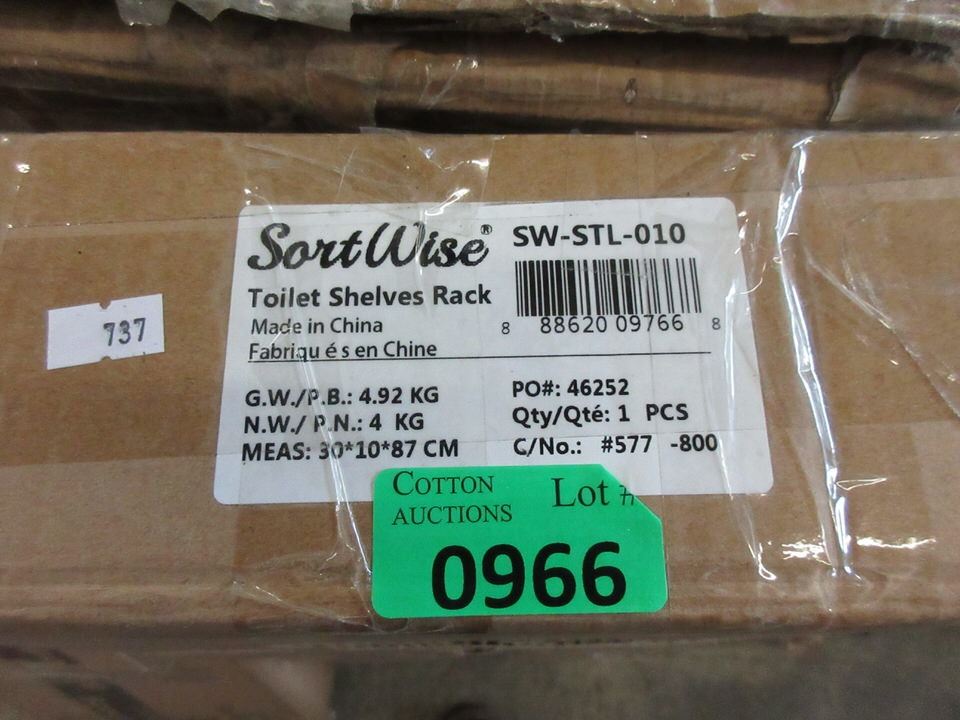 SortWise® SW-STL-010
Toilet Shelves Rack
Made in China
Fabriqu é s en Chine
8 88620 09766 8
G.W./P.B.: 4.92 KG
N.W./ P.N.: 4 KG
MEAS: 30*10*87 CM
PO#: 46252
Qty/Qté: 1 PCS
C/No.: #577 -800
737
COTTON AUCTIONS
Lot #
0966